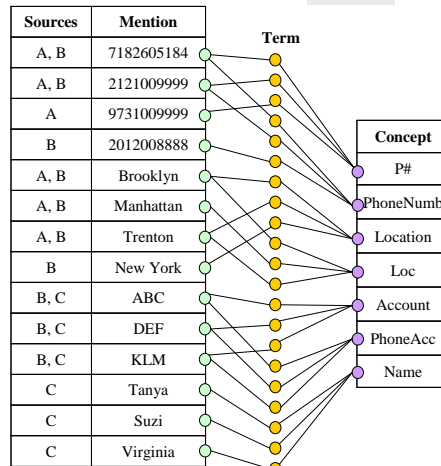 Sources Mention
Term
A, B 7182605184
A, B 2121009999
A 9731009999
B 2012008888
A, B Brooklyn
A, B Manhattan
A, B Trenton
B New York
B, C ABC
B, C DEF
B, C KLM
C Tanya
C Suzi
C Virginia
Concept
P#
PhoneNumb
Location
Loc
Account
PhoneAcc
Name